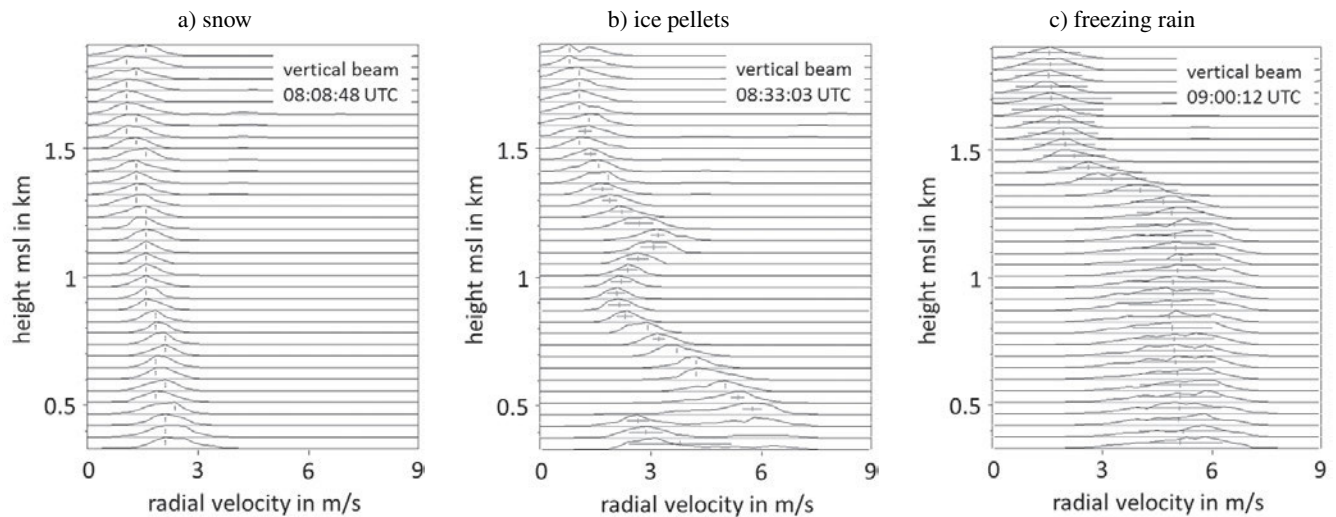 a) snow
b) ice pellets
c) freezing rain
vertical beam
08:08:48 UTC
1.5
1
0.5
height msl in km
0
3
6
9
radial velocity in m/s
vertical beam
08:33:03 UTC
1.5
1
0.5
height msl in km
0
3
6
9
radial velocity in m/s
vertical beam
09:00:12 UTC
1.5
1
0.5
height msl in km
0
3
6
9
radial velocity in m/s